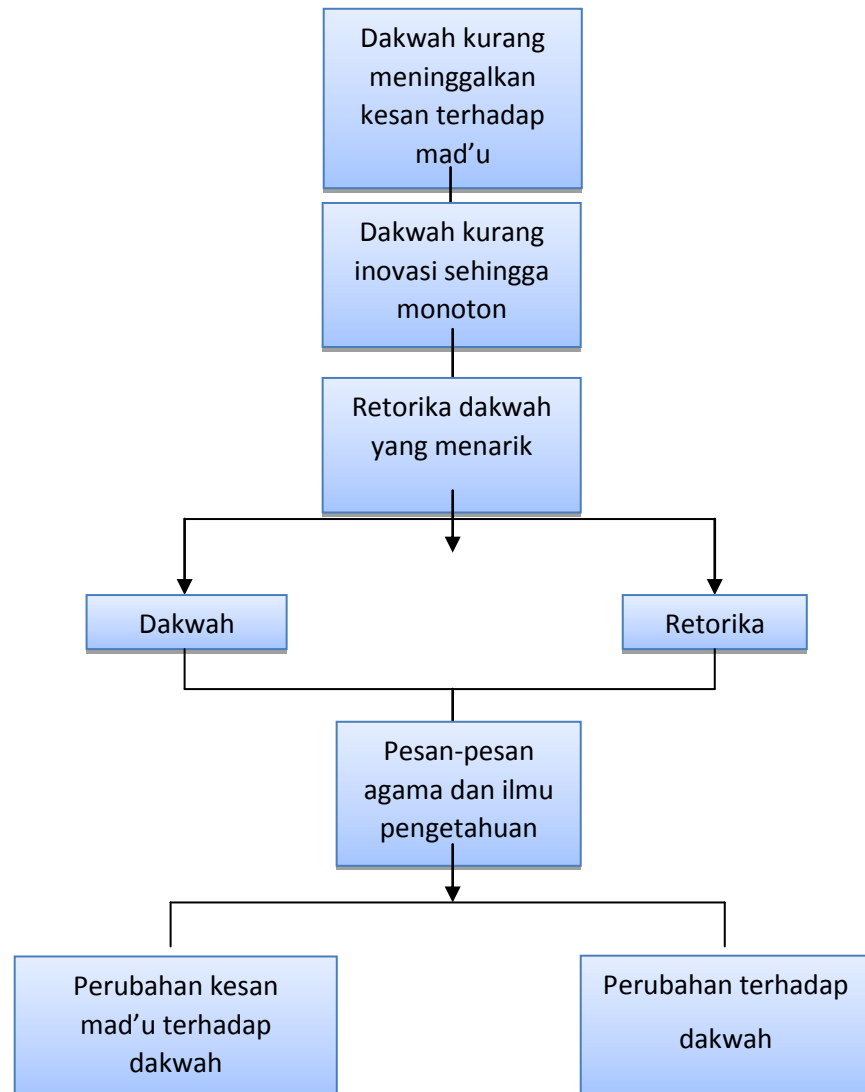 Dakwah kurang
meninggalkan
kesan terhadap
mad’u
Dakwah kurang
inovasi sehingga
monoton
Retorika dakwah
yang menarik
Dakwah
Retorika
Pesan-pesan
agama dan ilmu
pengetahuan
Perubahan kesan
mad’u terhadap
dakwah
Perubahan terhadap
dakwah